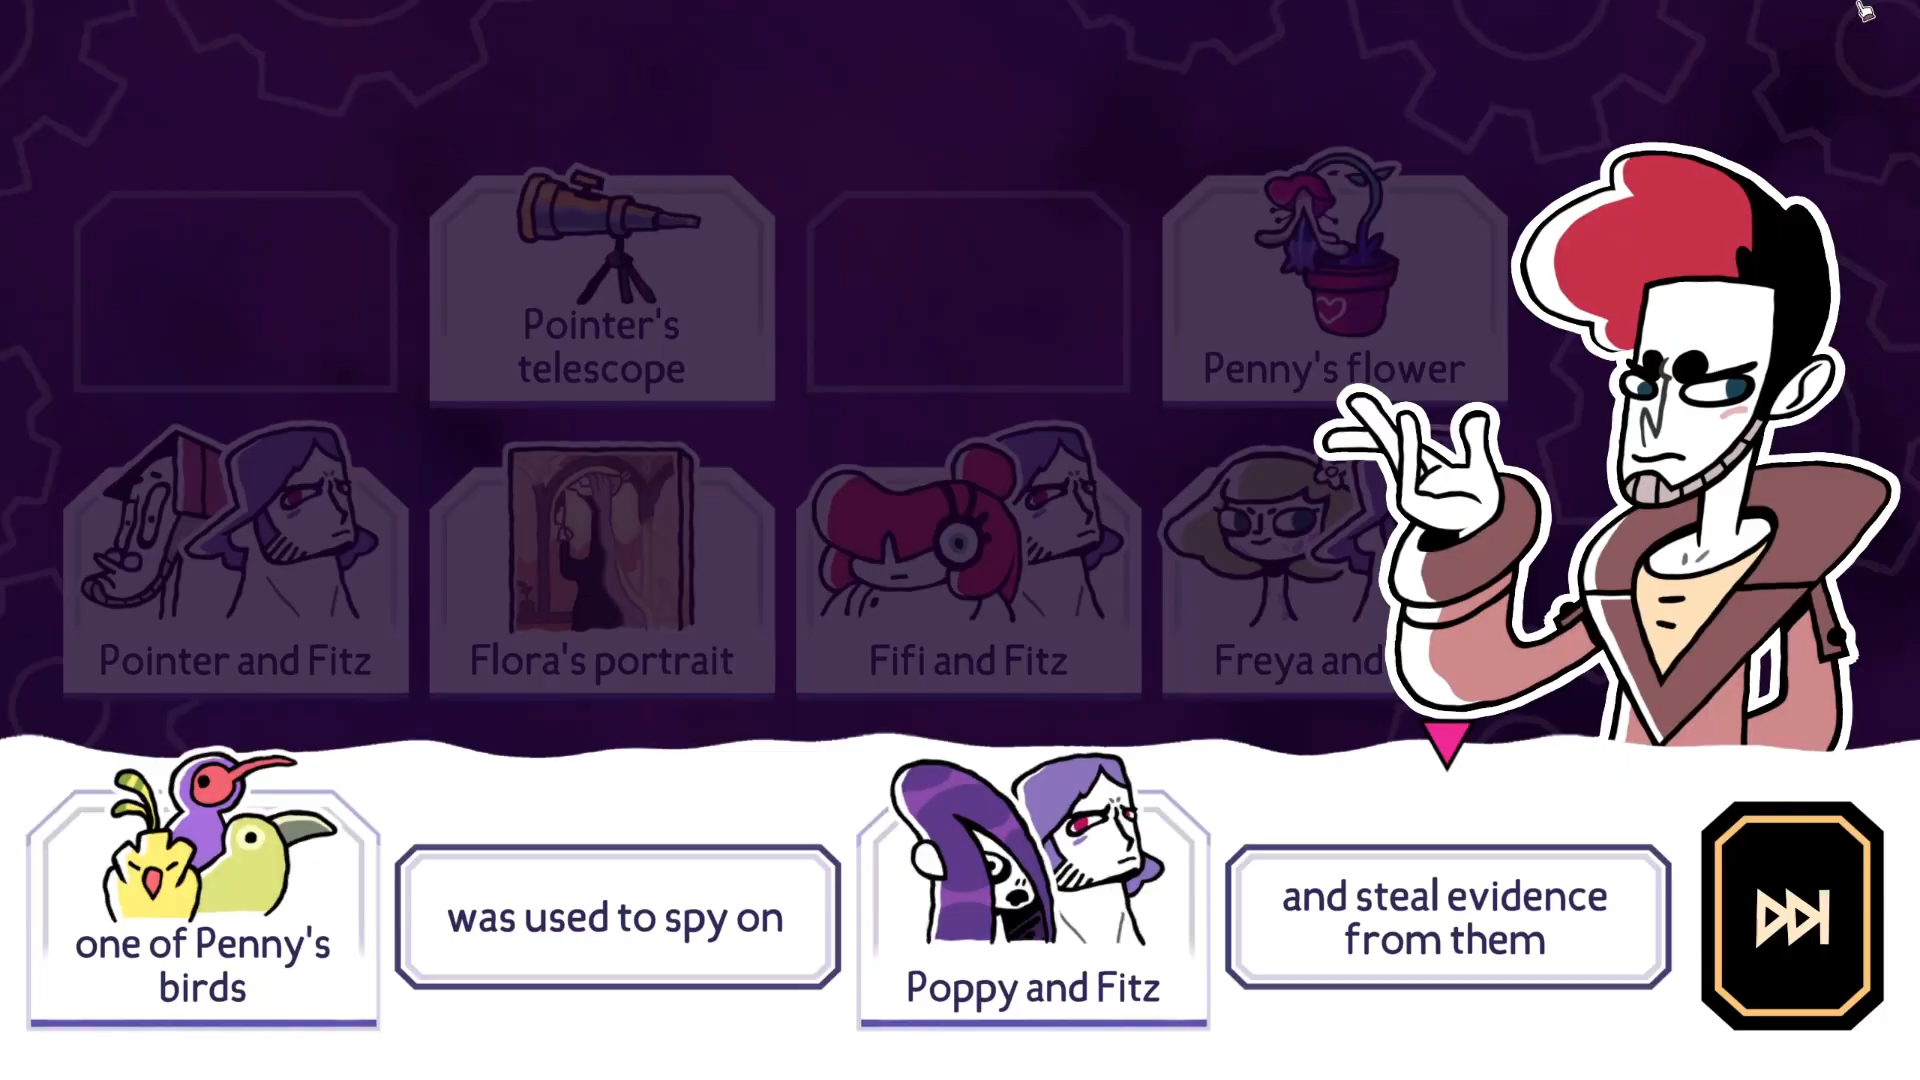 Pointer's
telescope
Penny's flower
Pointer and Fitz
Flora's portrait
Fifi and Fitz
Freya and
one of Penny's
birds
was used to spy on
Poppy and Fitz
and steal evidence
from them